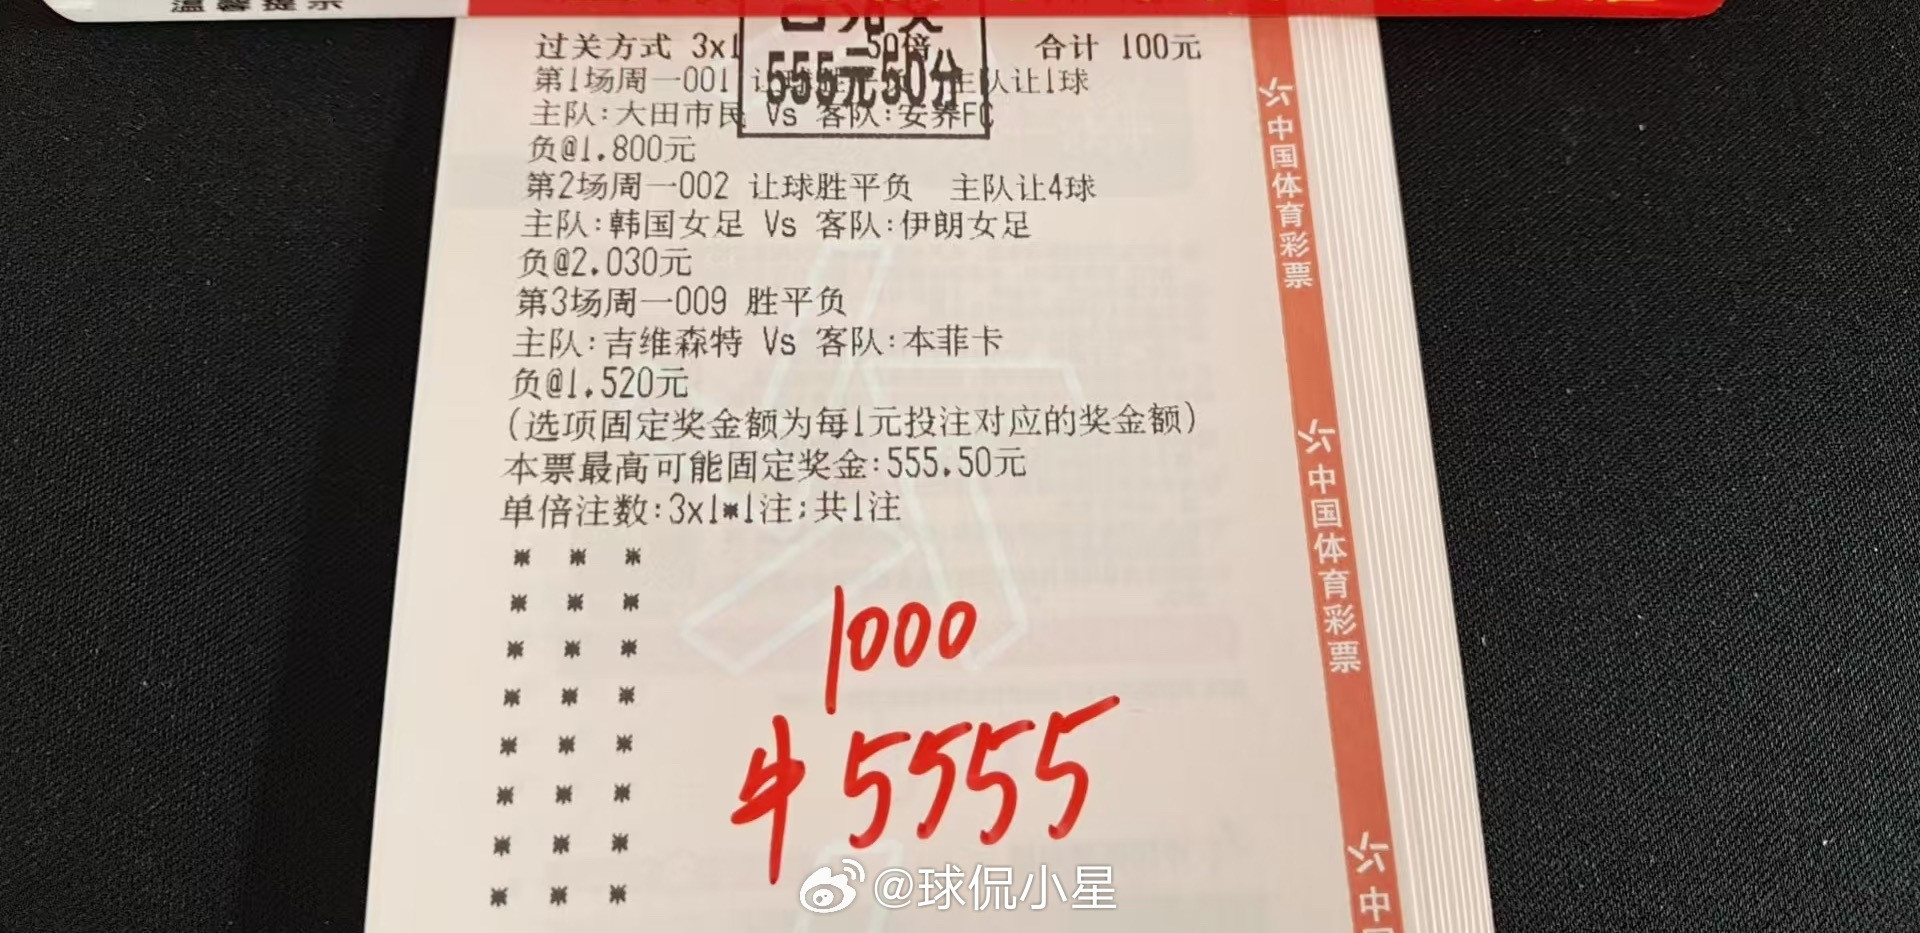 温馨提示
过关方式 3x1 50倍 合计 100元
555元50分
第1场周一001 主队让1球
主队:大田市民 Vs 客队:安养FC
负@1.800元
第2场周一002 让球胜平负 主队让4球
主队:韩国女足 Vs 客队:伊朗女足
负@2.030元
第3场周一009 胜平负
主队:吉维森特 Vs 客队:本菲卡
负@1.520元
(选项固定奖金额为每1元投注对应的奖金额)
本票最高可能固定奖金:555.50元
单倍注数:3x1*1注;共1注
1000
牛5555
中国体育彩票
中国体育彩票
中
@球侃小星